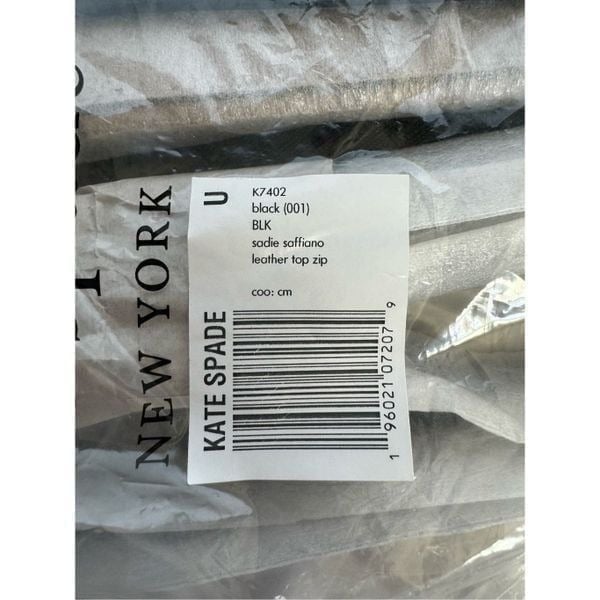 NEW YORK
U
KATE SPADE
K7402
black (001)
BLK
sadie saffiano
leather top zip
coo: cm
1 96021 07207 9